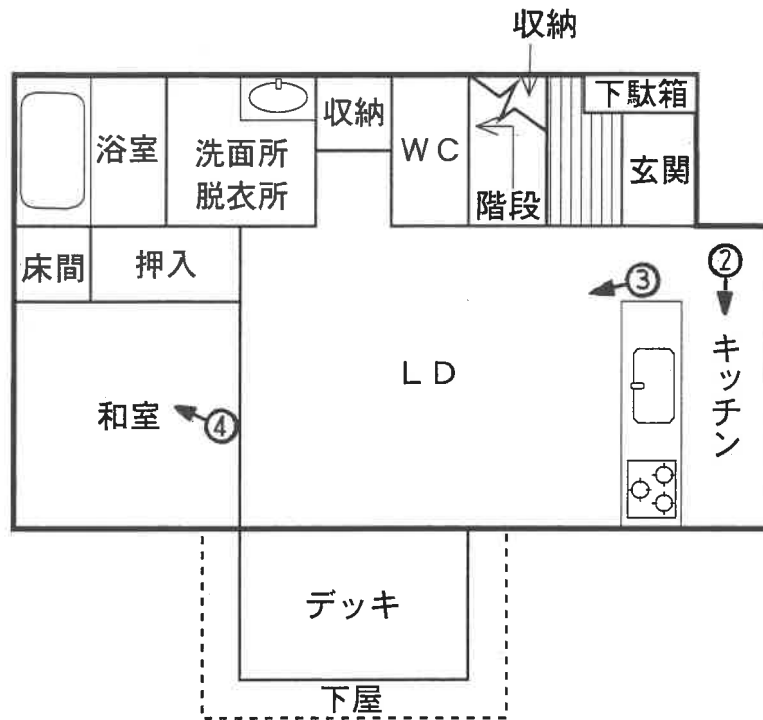 収納
下駄箱
浴室
洗面所
脱衣所
収納
WC
階段
玄関
床間
押入
②
③
キッチン
LD
和室
④
デッキ
下屋